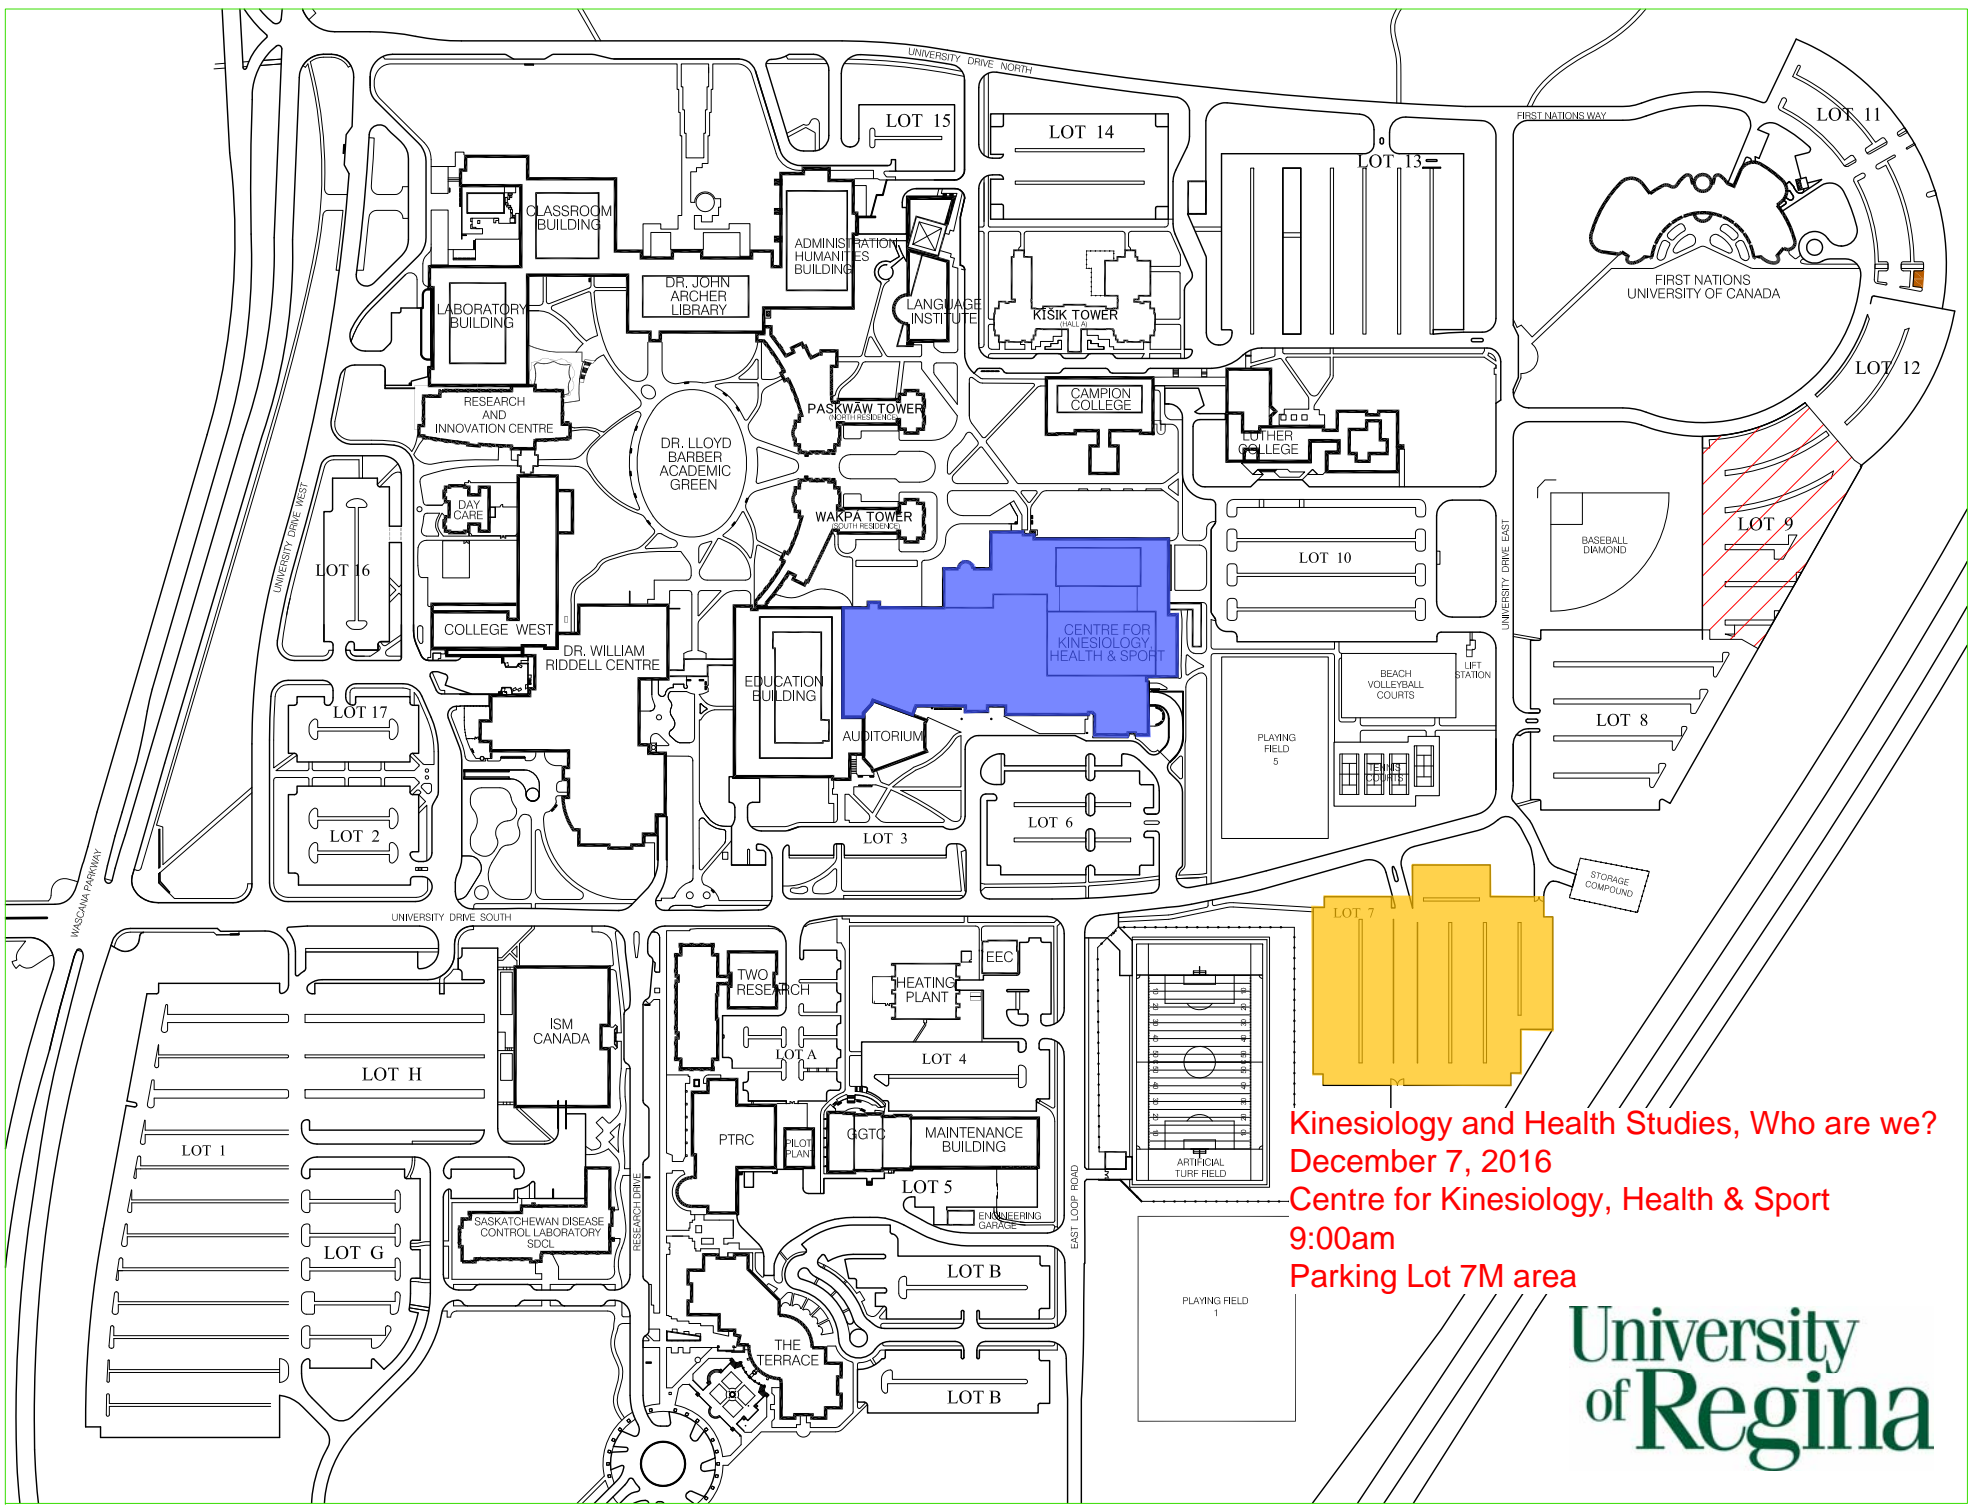 UNIVERSITY DRIVE NORTH
FIRST NATIONS WAY
LOT 11
LOT 15
LOT 14
LOT 13
CLASSROOM
BUILDING
ADMINISTRATION
HUMANITIES
BUILDING
DR. JOHN
ARCHER
LIBRARY
LABORATORY
BUILDING
LANGUAGE
INSTITUTE
KĪŠIK TOWER
(HALL A)
FIRST NATIONS
UNIVERSITY OF CANADA
LOT 12
RESEARCH
AND
INNOVATION CENTRE
PASKWĀW TOWER
(NORTH RESIDENCE)
CAMPION
COLLEGE
LUTHER
COLLEGE
DR. LLOYD
BARBER
ACADEMIC
GREEN
DAY
CARE
WAKPÁ TOWER
(SOUTH RESIDENCE)
UNIVERSITY DRIVE WEST
LOT 16
LOT 10
UNIVERSITY DRIVE EAST
BASEBALL
DIAMOND
LOT 9
COLLEGE WEST
DR. WILLIAM
RIDDELL CENTRE
CENTRE FOR
KINESIOLOGY,
HEALTH & SPORT
EDUCATION
BUILDING
AUDITORIUM
BEACH
VOLLEYBALL
COURTS
LIFT
STATION
LOT 17
LOT 8
PLAYING
FIELD
5
TENNIS
COURTS
LOT 2
LOT 3
LOT 6
WASCANA PARKWAY
UNIVERSITY DRIVE SOUTH
STORAGE
COMPOUND
LOT 7
TWO
RESEARCH
HEATING
PLANT
EEC
ISM
CANADA
LOT A
LOT 4
LOT H
LOT 1
PTRC
PILOT
PLANT
GGTC
MAINTENANCE
BUILDING
ARTIFICIAL
TURF FIELD
LOT 5
ENGINEERING
GARAGE
EAST LOOP ROAD
RESEARCH DRIVE
SASKATCHEWAN DISEASE
CONTROL LABORATORY
SDCL
LOT G
LOT B
THE
TERRACE
LOT B
PLAYING FIELD
1
Kinesiology and Health Studies, Who are we?
December 7, 2016
Centre for Kinesiology, Health & Sport
9:00am
Parking Lot 7M area
University
of Regina